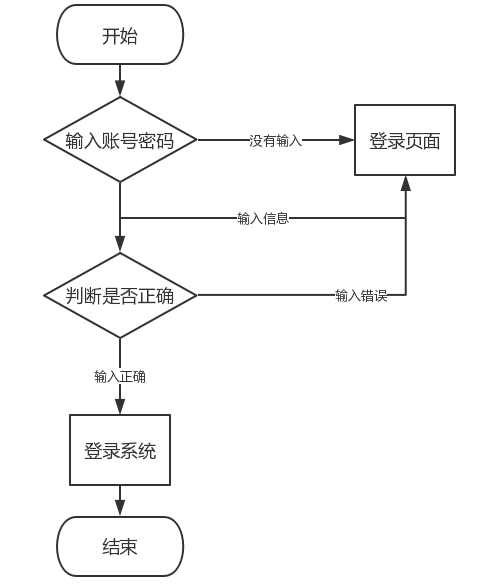 开始
输入账号密码
没有输入
登录页面
输入信息
判断是否正确
输入错误
输入正确
登录系统
结束